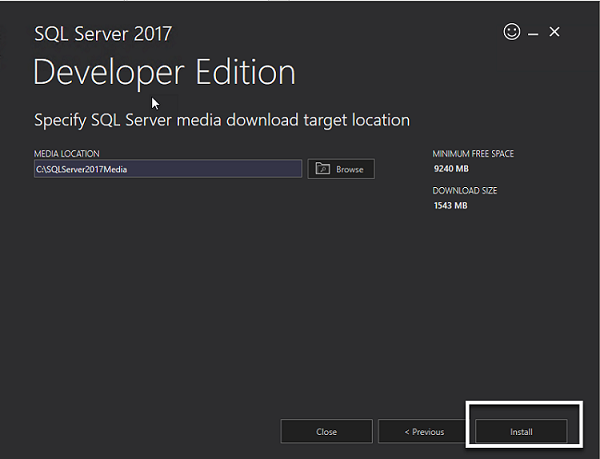 SQL Server 2017
Developer Edition
Specify SQL Server media download target location
MEDIA LOCATION
C:\SQLServer2017Media
Browse
MINIMUM FREE SPACE
9240 MB
DOWNLOAD SIZE
1543 MB
Close
< Previous
Install